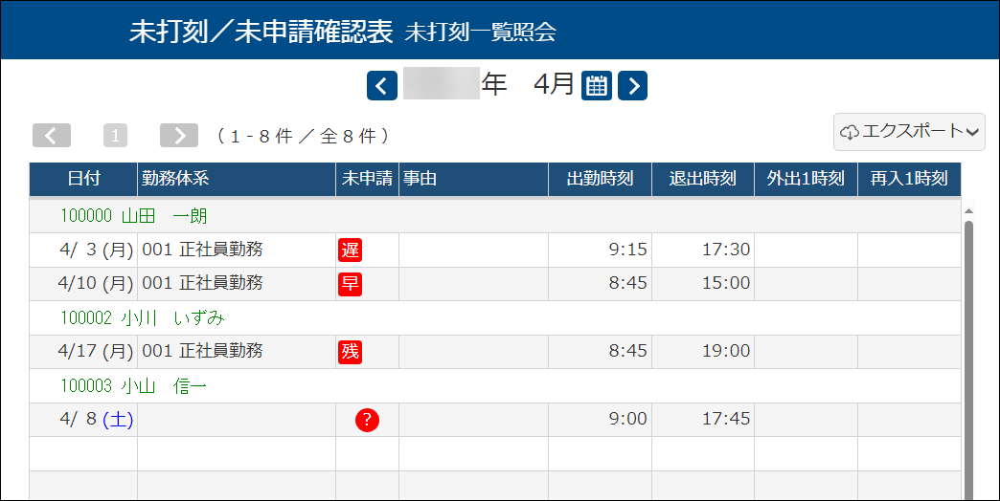 未打刻／未申請確認表 未打刻一覧照会
年 4月
1 （ 1 - 8 件 ／ 全 8 件 ） エクスポート
日付 勤務体系 未申請 事由 出勤時刻 退出時刻 外出1時刻 再入1時刻
100000 山田　一朗
4/ 3 (月) 001 正社員勤務 遅 9:15 17:30
4/10 (月) 001 正社員勤務 早 8:45 15:00
100002 小川　いずみ
4/17 (月) 001 正社員勤務 残 8:45 19:00
100003 小山　信一
4/ 8 (土) ? 9:00 17:45